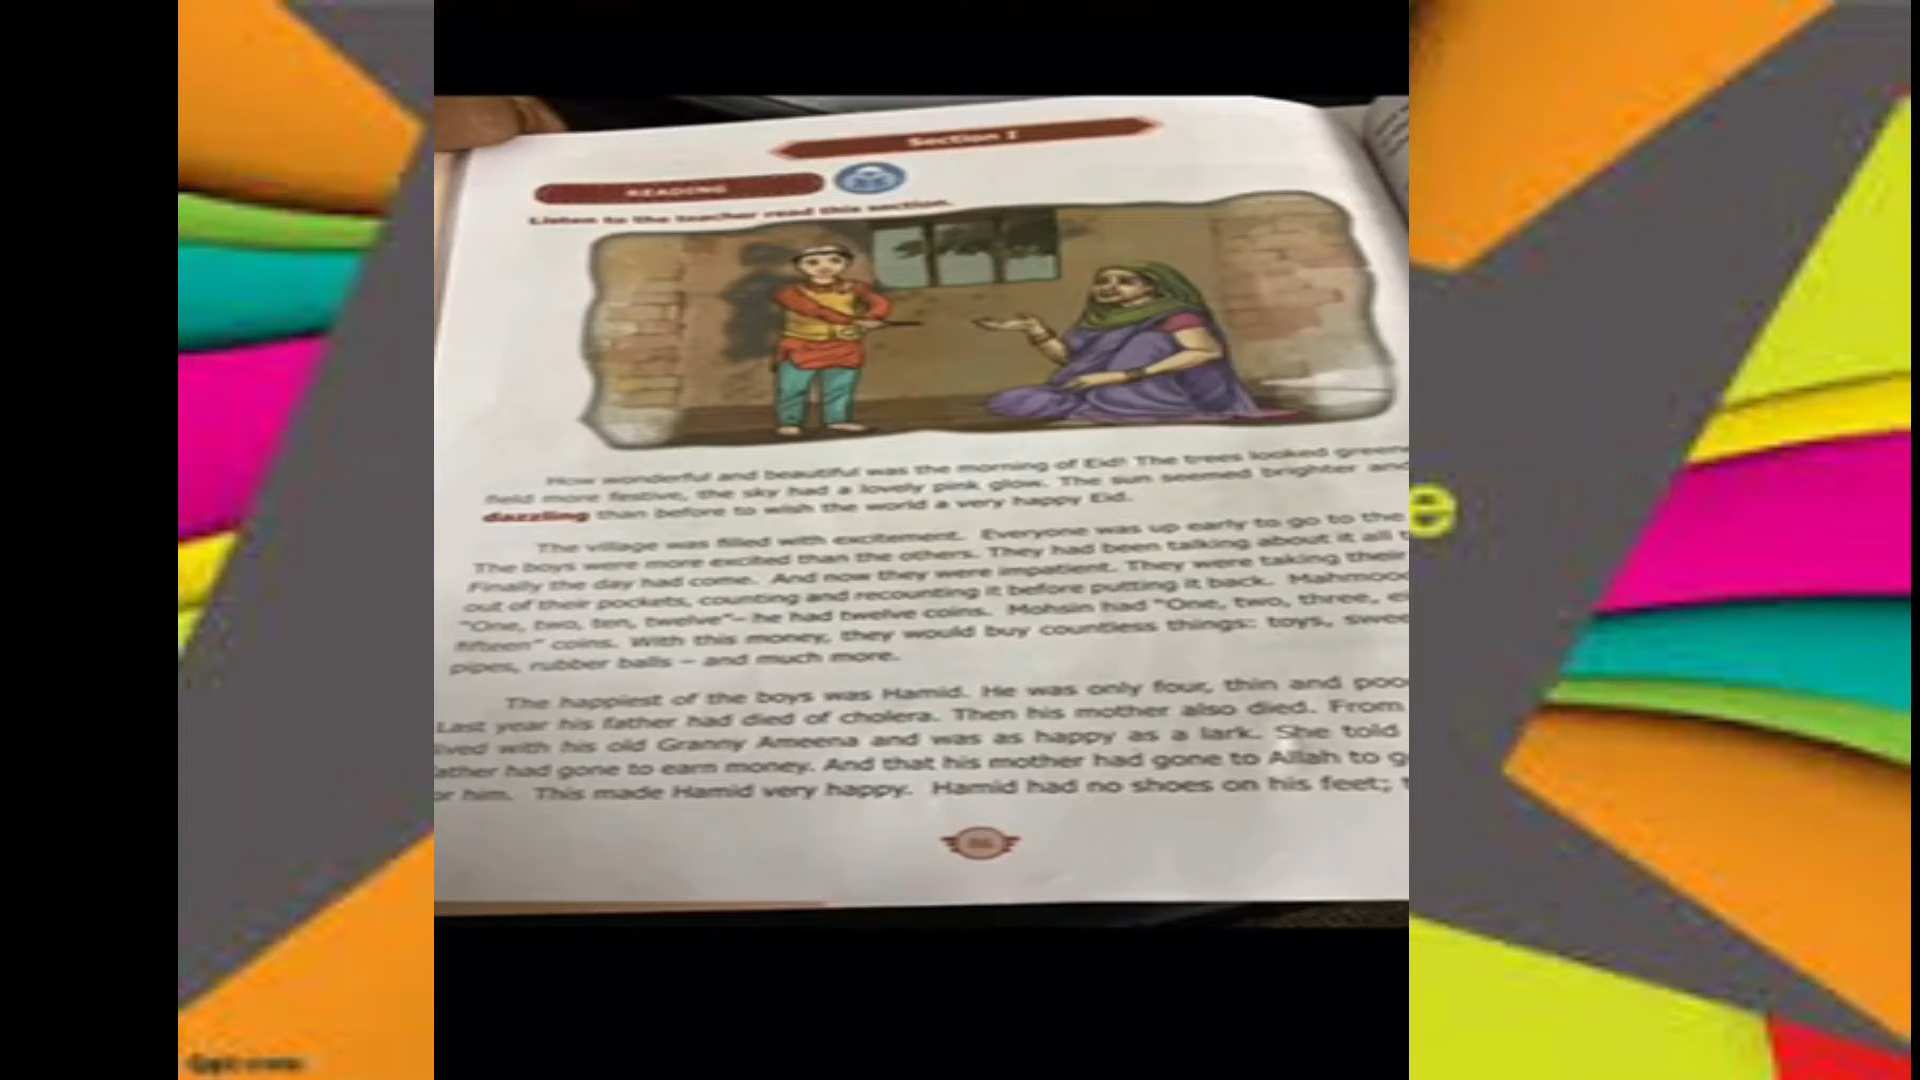 Section I
READING
Listen to the teacher read this section.
How wonderful and beautiful was the morning of Eid! The trees looked green
field more festive, the sky had a lovely pink glow. The sun seemed brighter and
dazzling than before to wish the world a very happy Eid.
The village was filled with excitement. Everyone was up early to go to the
The boys were more excited than the others. They had been talking about it all
Finally the day had come. And now they were impatient. They were taking their
out of their pockets, counting and recounting it before putting it back. Mahmood
"One, two, ten, twelve"– he had twelve coins. Mohsin had "One, two, three,
fifteen" coins. With this money, they would buy countless things: toys,
pipes, rubber balls – and much more.
The happiest of the boys was Hamid. He was only four, thin and
Last year his father had died of cholera. Then his mother also died. From
lived with his old Granny Ameena and was as happy as a lark. She told
father had gone to earn money. And that his mother had gone to Allah to
or him. This made Hamid very happy. Hamid had no shoes on his feet;
e